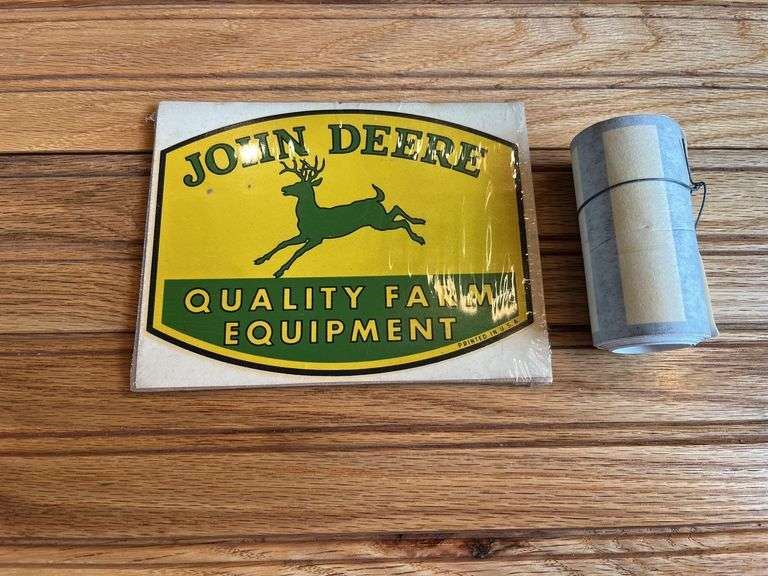 JOHN DEERE
QUALITY FARM
EQUIPMENT
PRINTED IN U.S.A.